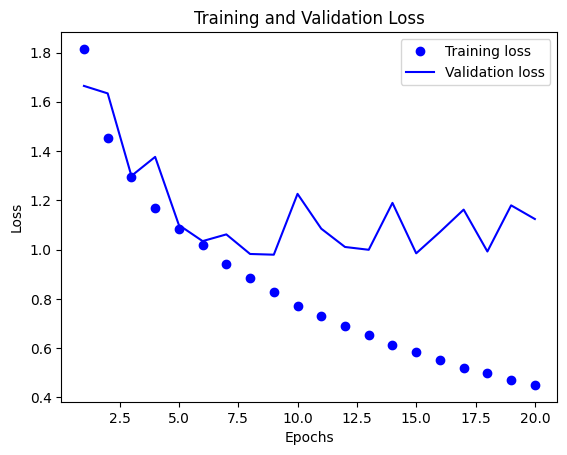 Training and Validation Loss
Training loss
Validation loss
1.8
1.6
1.4
1.2
1.0
0.8
0.6
0.4
Loss
2.5 5.0 7.5 10.0 12.5 15.0 17.5 20.0
Epochs